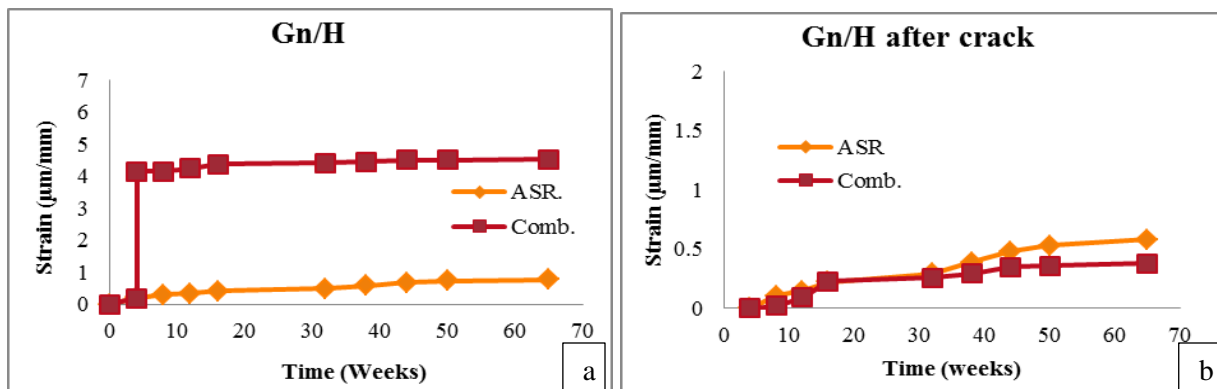 Gn/H
7
6
5
4
3
2
1
0
Strain (µm/mm)
ASR.
Comb.
0 10 20 30 40 50 60 70
Time (Weeks)
a
Gn/H after crack
2
1.5
1
0.5
0
Strain (µm/mm)
ASR
Comb.
0 10 20 30 40 50 60 70
Time (weeks)
b